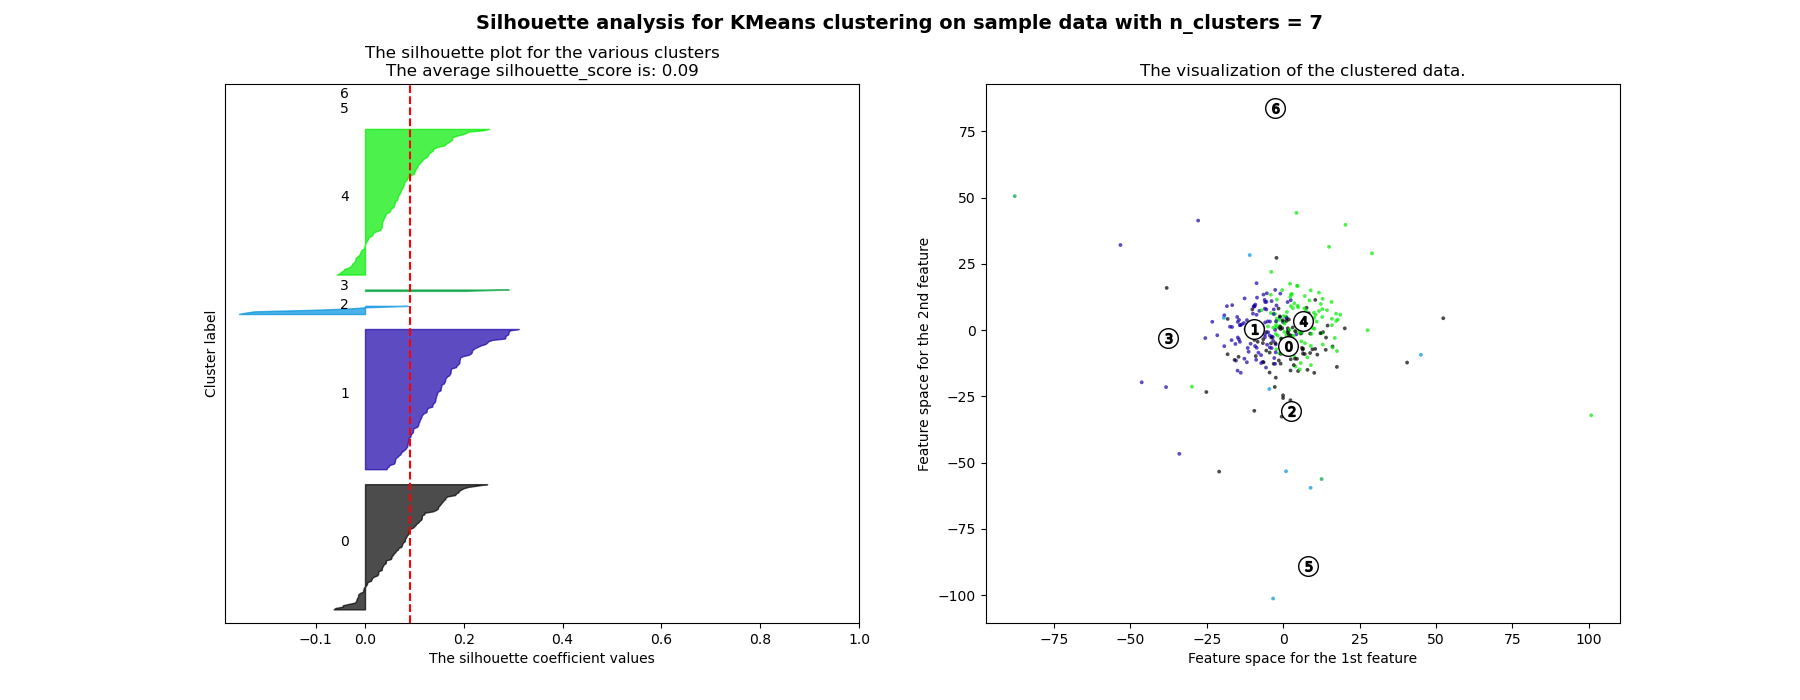 Silhouette analysis for KMeans clustering on sample data with n_clusters = 7
The silhouette plot for the various clusters
The average silhouette_score is: 0.09
6
5
4
3
2
1
0
Cluster label
−0.1 0.0 0.2 0.4 0.6 0.8 1.0
The silhouette coefficient values
The visualization of the clustered data.
75
50
25
0
−25
−50
−75
−100
Feature space for the 2nd feature
6
4
1
3
0
2
5
−75 −50 −25 0 25 50 75 100
Feature space for the 1st feature